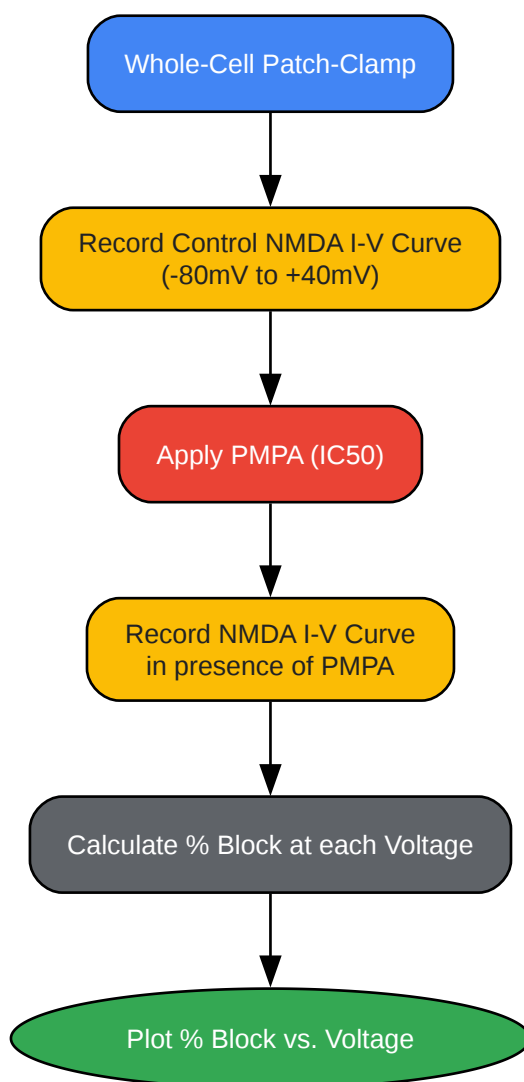 Whole-Cell Patch-Clamp
Record Control NMDA I-V Curve
(-80mV to +40mV)
Apply PMPA (IC50)
Record NMDA I-V Curve
in presence of PMPA
Calculate % Block at each Voltage
Plot % Block vs. Voltage